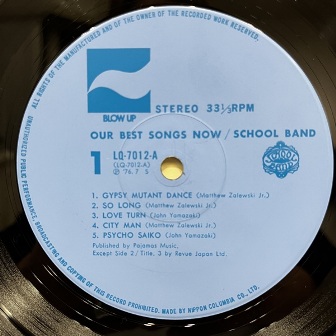 ALL RIGHTS OF THE MANUFACTURER AND OF THE OWNER OF THE RECORDED WORK RESERVED.
BLOW UP
STEREO 33⅓RPM
OUR BEST SONGS NOW / SCHOOL BAND
1 LQ-7012-A
(LQ-7012-A)
Ⓟ '76. 7. 5
1. GYPSY MUTANT DANCE (Matthew Zalewski Jr.)
2. SO LONG (Matthew Zalewski Jr.)
3. LOVE TURN (John Yamazaki)
4. CITY MAN (Matthew Zalewski Jr.)
5. PSYCHO SAIKO (John Yamazaki)
Published by Pajamas Music,
Except Side 2/Title, 3 by Revue Japan Ltd.
UNAUTHORIZED PUBLIC PERFORMANCE, BROADCASTING AND COPYING OF THIS RECORD PROHIBITED. MADE BY NIPPON COLUMBIA CO., LTD.